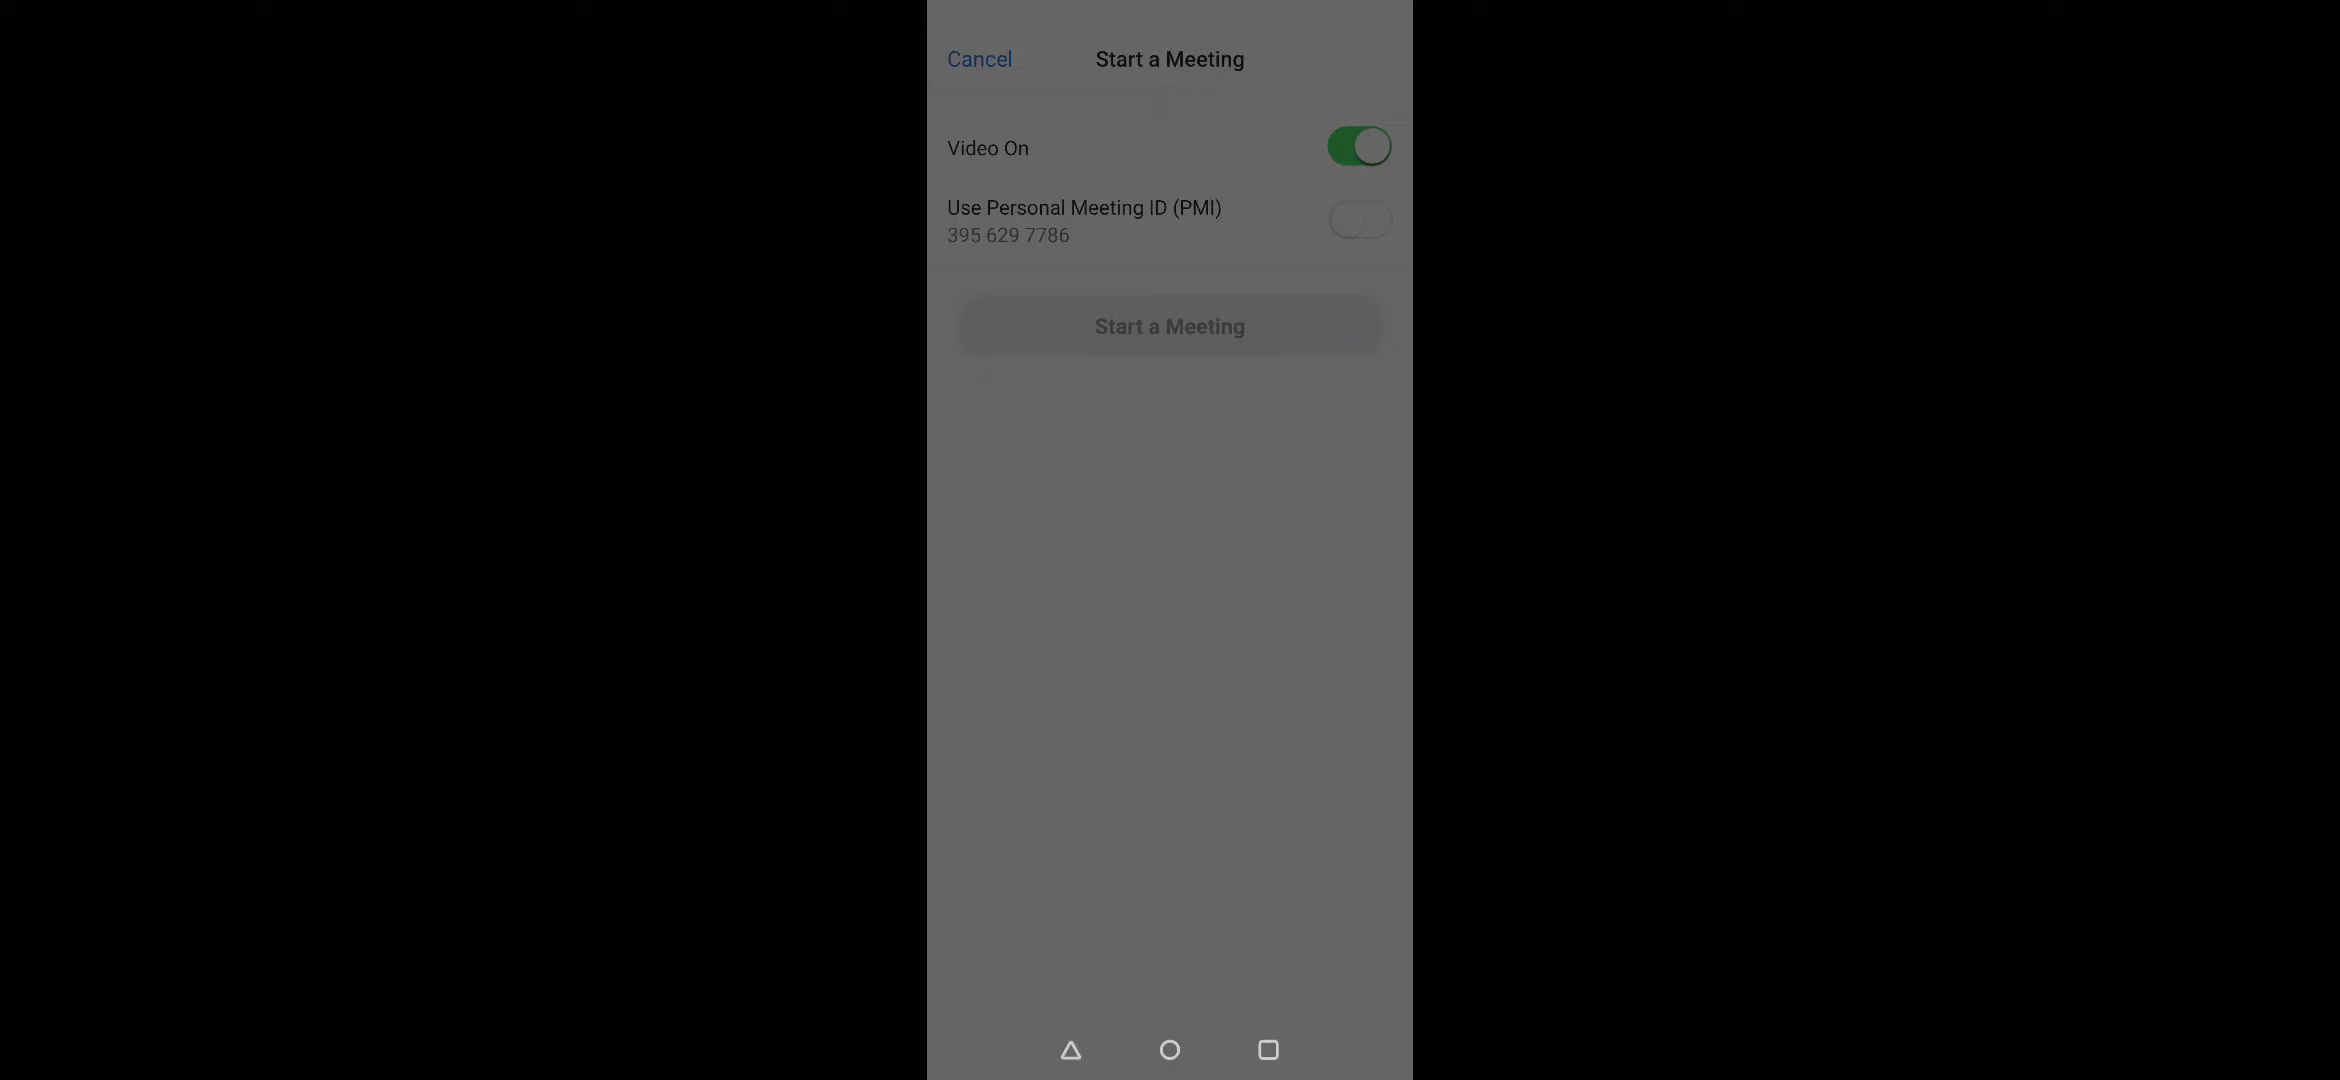 Cancel
Start a Meeting
Video On
Use Personal Meeting ID (PMI)
395 629 7786
Start a Meeting